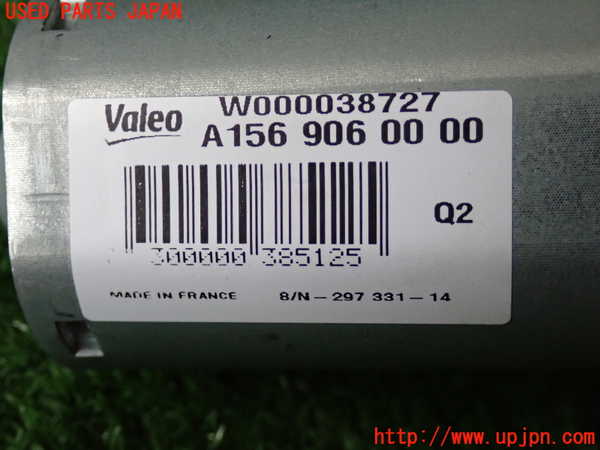 USED PARTS JAPAN
Valeo
W000038727
A156 906 00 00
Q2
300000 385125
MADE IN FRANCE
8/N-297 331-14
http://www.upjpn.com/